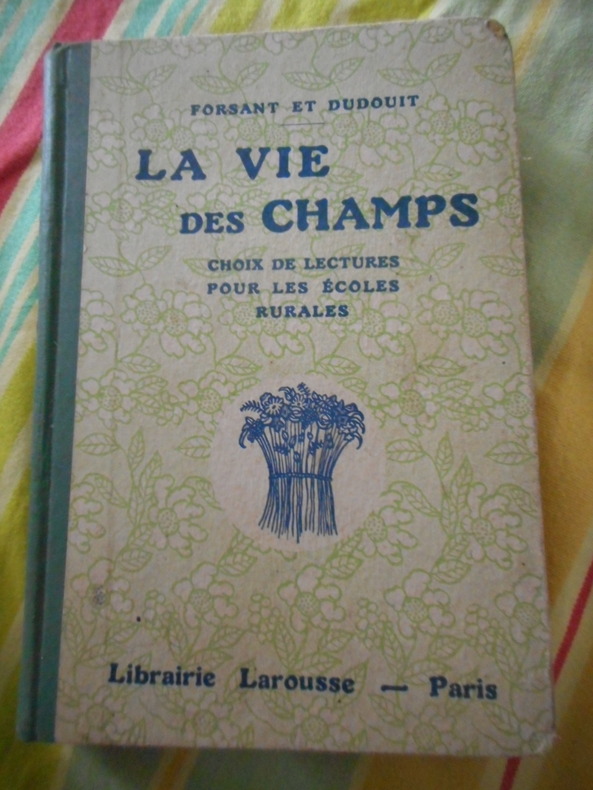 FORSANT ET DUDOUIT
LA VIE
DES CHAMPS
CHOIX DE LECTURES
POUR LES ÉCOLES
RURALES
Librairie Larousse — Paris